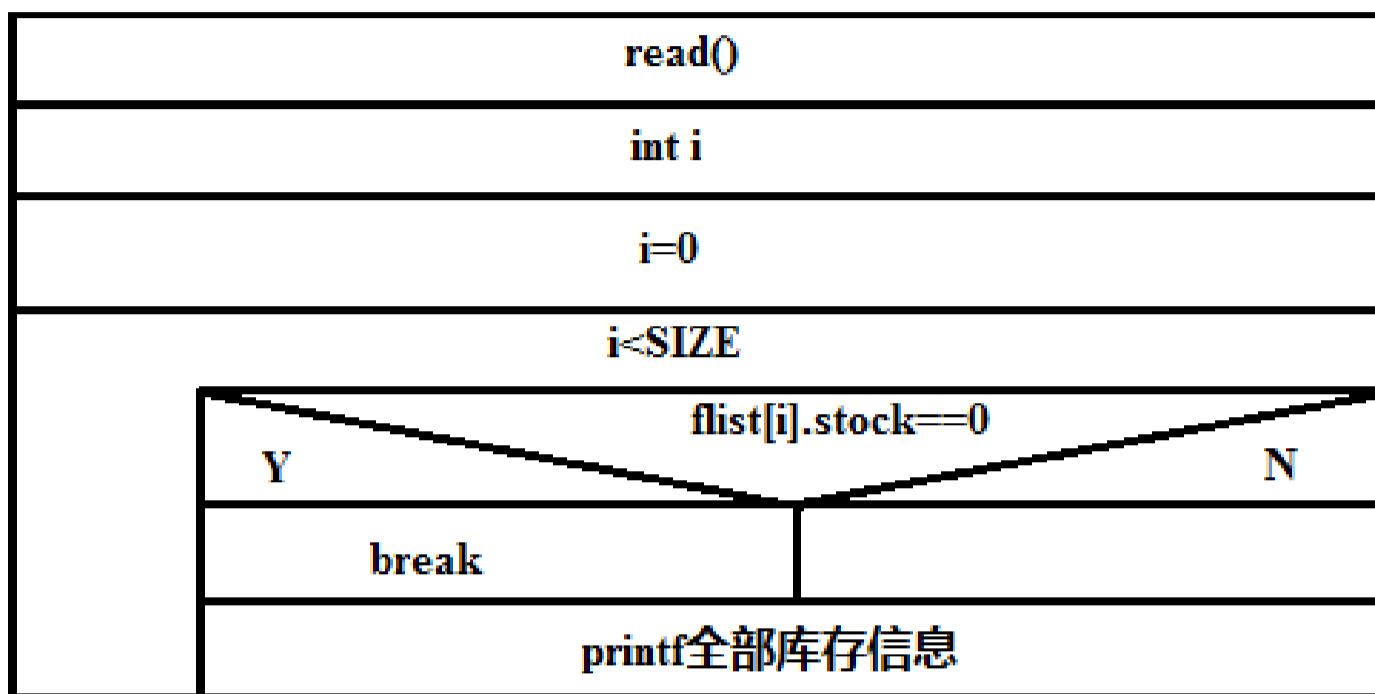 read()
int i
i=0
i<SIZE
flist[i].stock==0
Y
N
break
printf全部库存信息